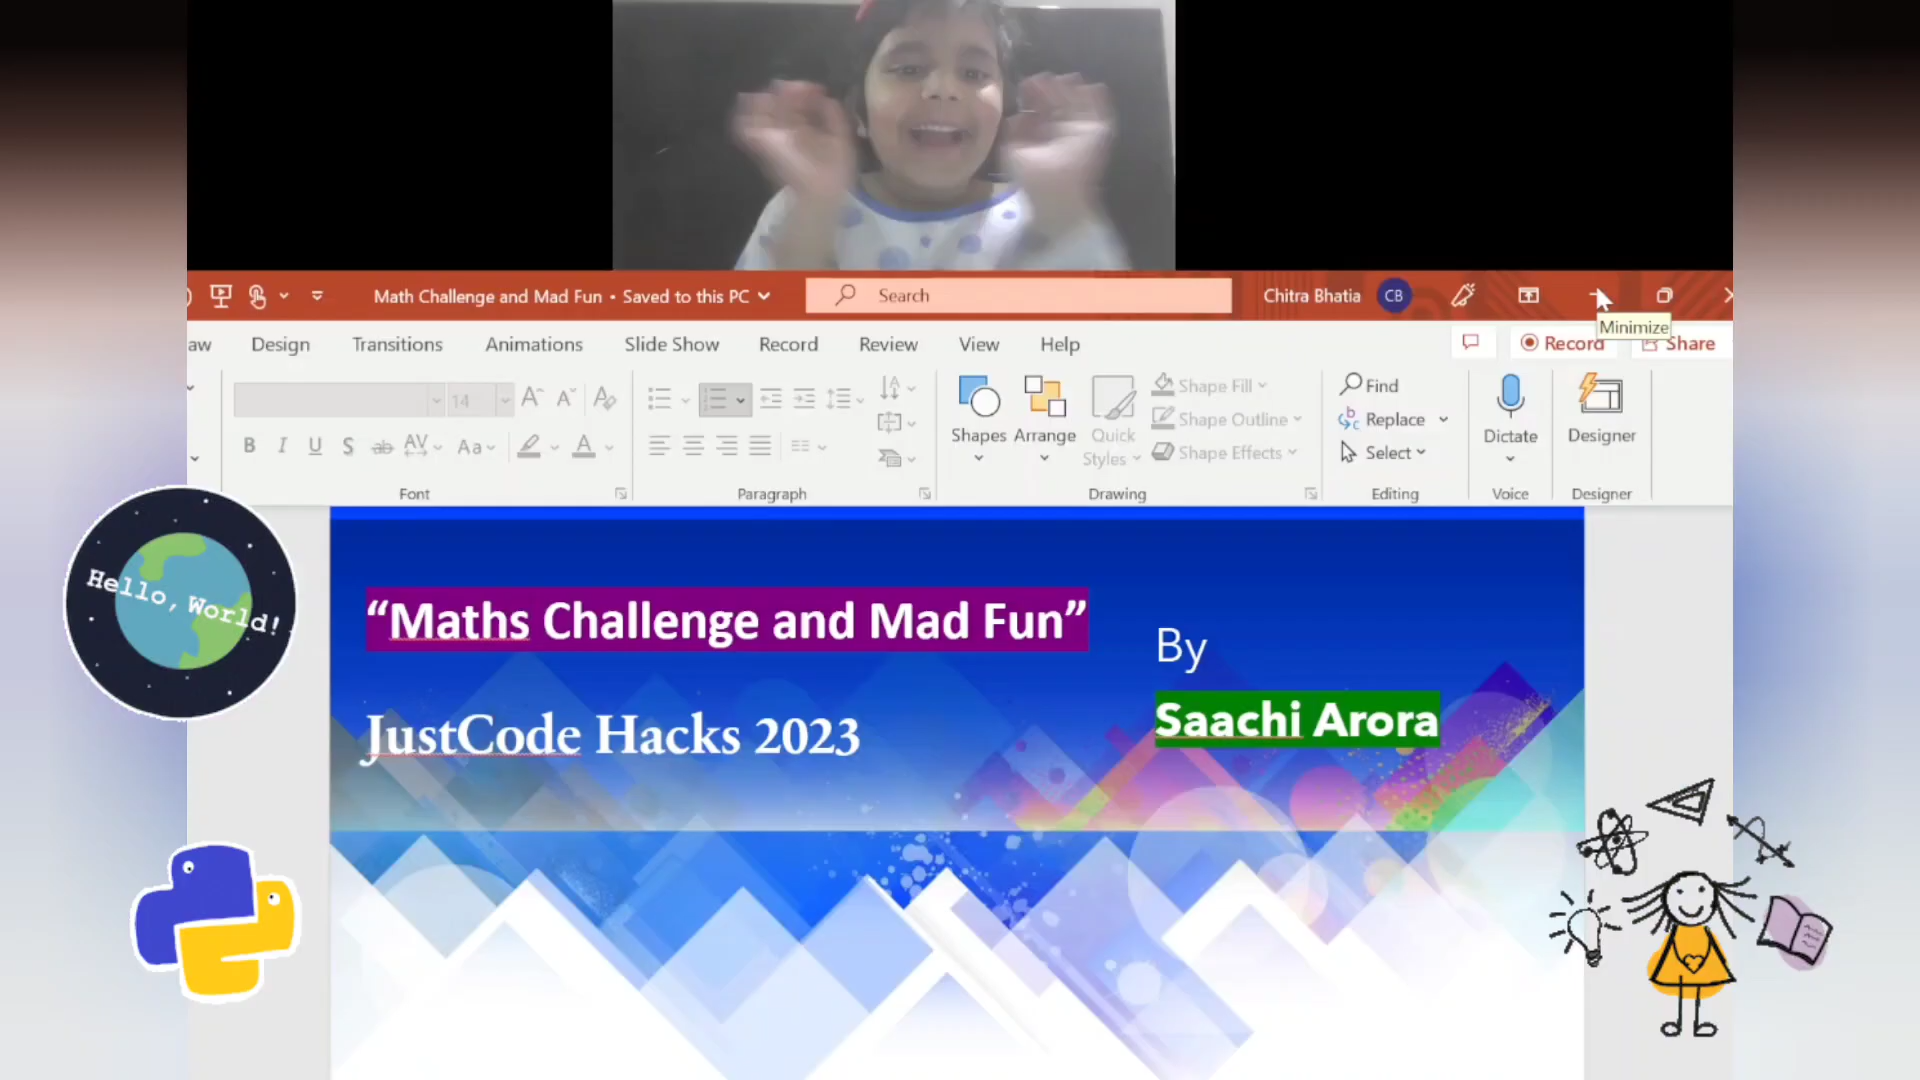 Math Challenge and Mad Fun • Saved to this PC
Search
Chitra Bhatia
CB
Minimize
aw
Design
Transitions
Animations
Slide Show
Record
Review
View
Help
Record
Share
14
Shapes
Arrange
Quick
Styles
Shape Fill
Shape Outline
Shape Effects
Find
Replace
Select
Dictate
Designer
Font
Paragraph
Drawing
Editing
Voice
Designer
“Maths Challenge and Mad Fun”
By
JustCode Hacks 2023
Saachi Arora
Hello, World!